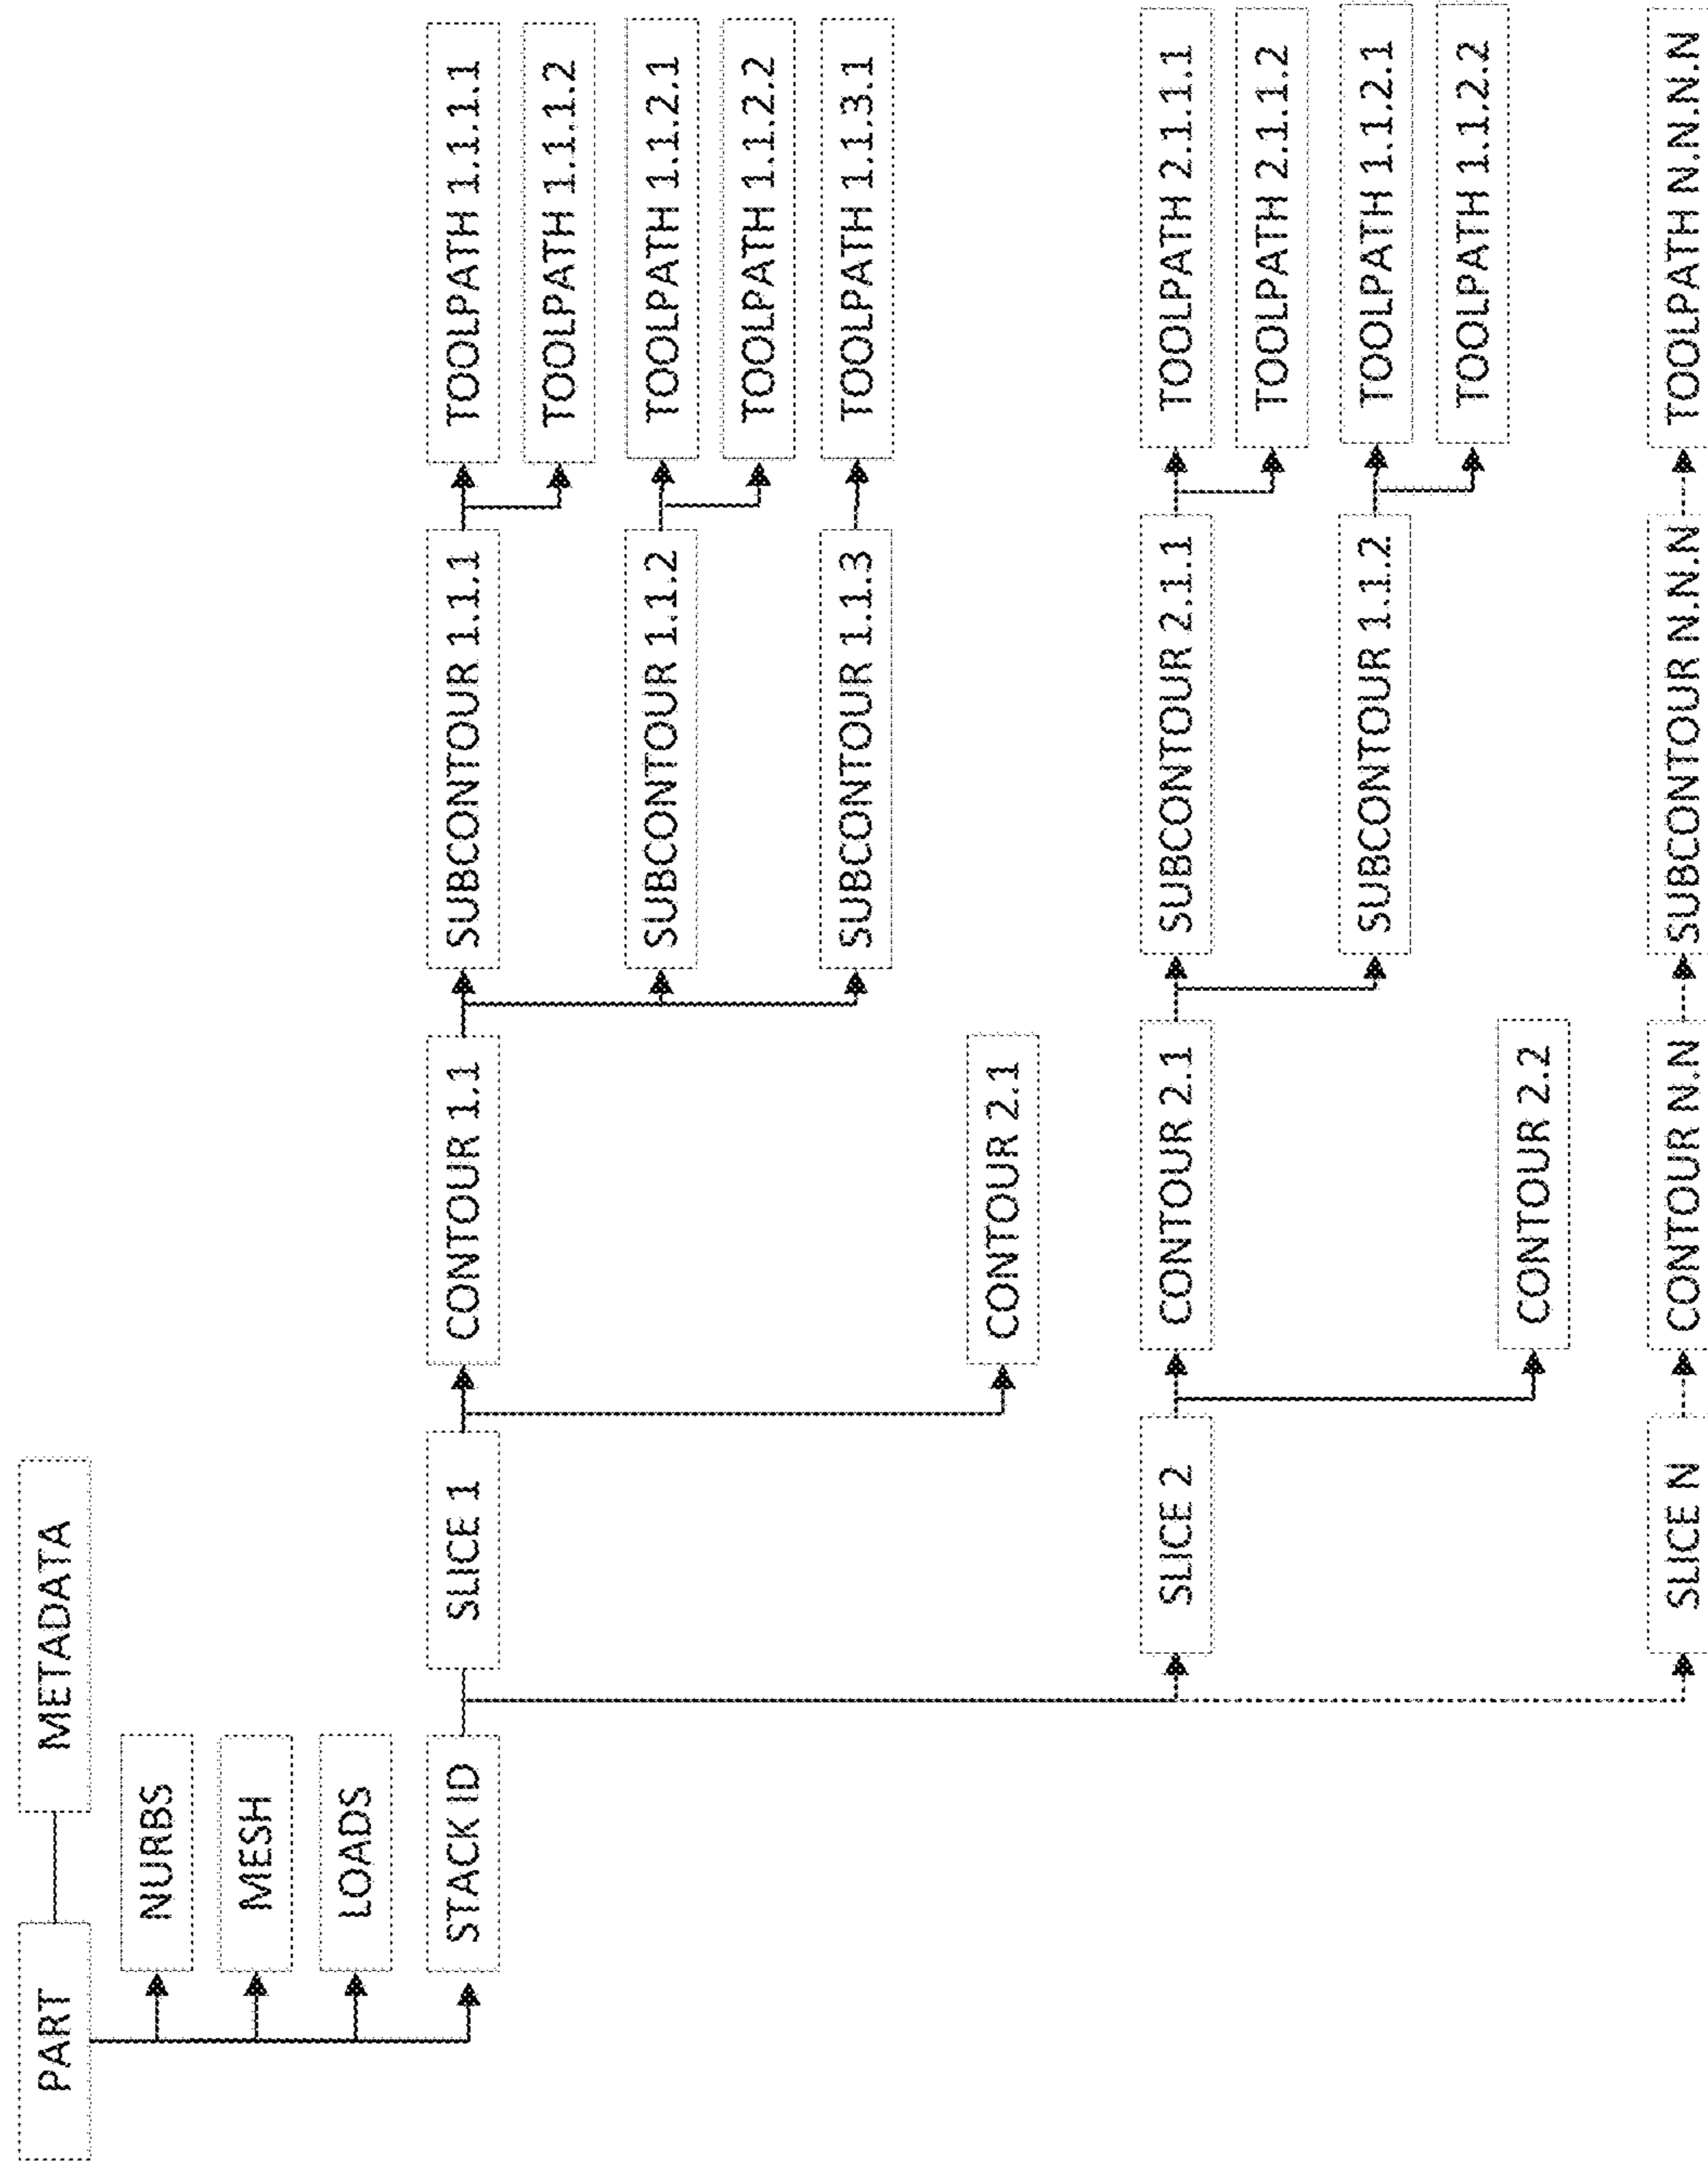 PART
METADATA
NURBS
MESH
LOADS
STACK ID
SLICE 1
CONTOUR 1.1
SUBCONTOUR 1.1.1
TOOLPATH 1.1.1.1
TOOLPATH 1.1.1.2
SUBCONTOUR 1.1.2
TOOLPATH 1.1.2.1
TOOLPATH 1.1.2.2
SUBCONTOUR 1.1.3
TOOLPATH 1.1.3.1
CONTOUR 2.1
SLICE 2
CONTOUR 2.1
SUBCONTOUR 2.1.1
TOOLPATH 2.1.1.1
TOOLPATH 2.1.1.2
SUBCONTOUR 1.1.2
TOOLPATH 1.1.2.1
TOOLPATH 1.1.2.2
CONTOUR 2.2
SLICE N
CONTOUR N.N
SUBCONTOUR N.N.N
TOOLPATH N.N.N.N